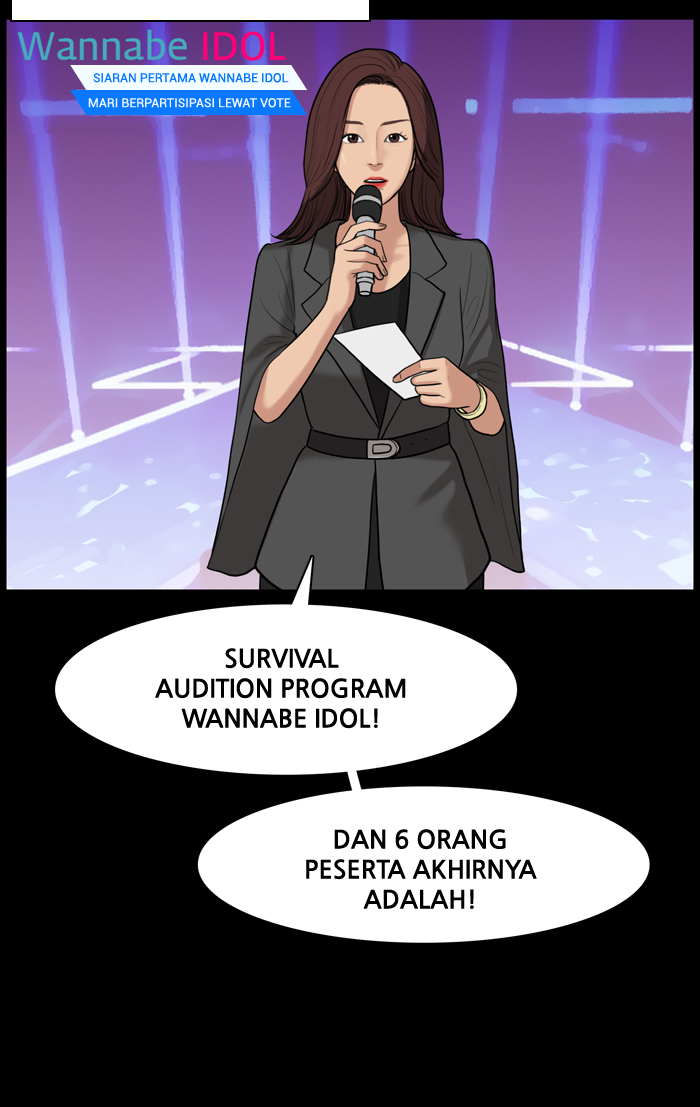 Wannabe IDOL
SIARAN PERTAMA WANNABE IDOL
MARI BERPARTISIPASI LEWAT VOTE
SURVIVAL
AUDITION PROGRAM
WANNABE IDOL!
DAN 6 ORANG
PESERTA AKHIRNYA
ADALAH!